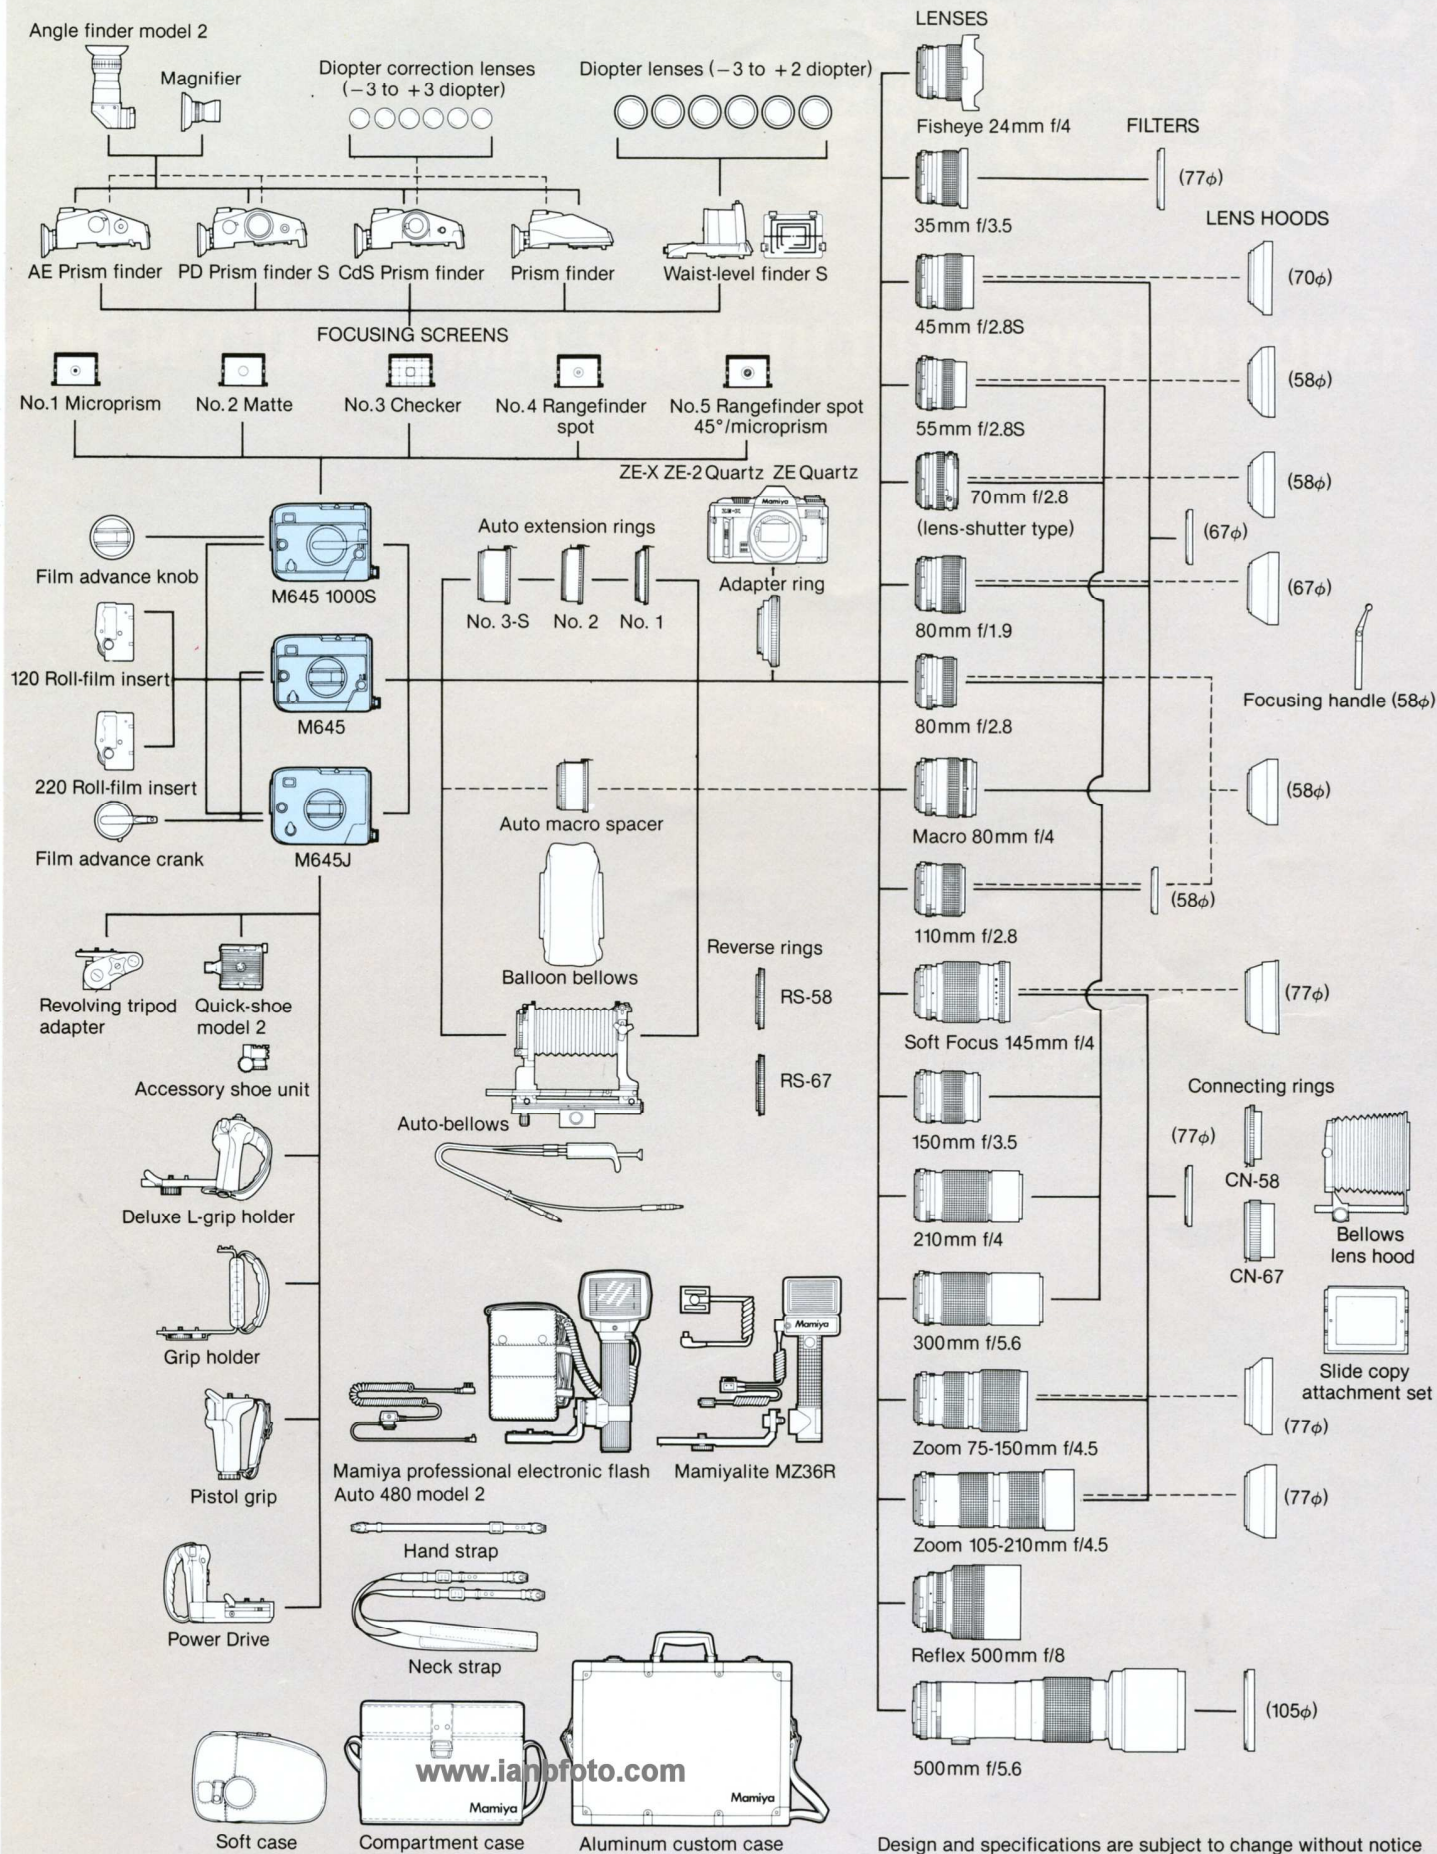 Angle finder model 2
Magnifier
Diopter correction lenses
(−3 to +3 diopter)
Diopter lenses (−3 to +2 diopter)
AE Prism finder
PD Prism finder S
CdS Prism finder
Prism finder
Waist-level finder S
FOCUSING SCREENS
No.1 Microprism
No.2 Matte
No.3 Checker
No.4 Rangefinder
spot
No.5 Rangefinder spot
45°/microprism
ZE-X ZE-2 Quartz ZE Quartz
Mamiya
ZE-X
Adapter ring
Auto extension rings
No. 3-S
No. 2
No. 1
Film advance knob
M645 1000S
120 Roll-film insert
M645
220 Roll-film insert
Film advance crank
M645J
Auto macro spacer
Balloon bellows
Reverse rings
RS-58
RS-67
Auto-bellows
Revolving tripod
adapter
Quick-shoe
model 2
Accessory shoe unit
Deluxe L-grip holder
Grip holder
Pistol grip
Power Drive
Mamiya professional electronic flash
Auto 480 model 2
Mamiya
Mamiyalite MZ36R
Hand strap
Neck strap
Soft case
Mamiya
Compartment case
Mamiya
Aluminum custom case
www.ianbfoto.com
LENSES
Fisheye 24mm f/4
FILTERS
35mm f/3.5
(77φ)
LENS HOODS
45mm f/2.8S
(70φ)
55mm f/2.8S
(58φ)
70mm f/2.8
(lens-shutter type)
(58φ)
(67φ)
80mm f/1.9
(67φ)
80mm f/2.8
Focusing handle (58φ)
Macro 80mm f/4
(58φ)
110mm f/2.8
(58φ)
Soft Focus 145mm f/4
(77φ)
150mm f/3.5
(77φ)
Connecting rings
CN-58
CN-67
Bellows
lens hood
210mm f/4
300mm f/5.6
Slide copy
attachment set
Zoom 75-150mm f/4.5
(77φ)
Zoom 105-210mm f/4.5
(77φ)
Reflex 500mm f/8
500mm f/5.6
(105φ)
Design and specifications are subject to change without notice